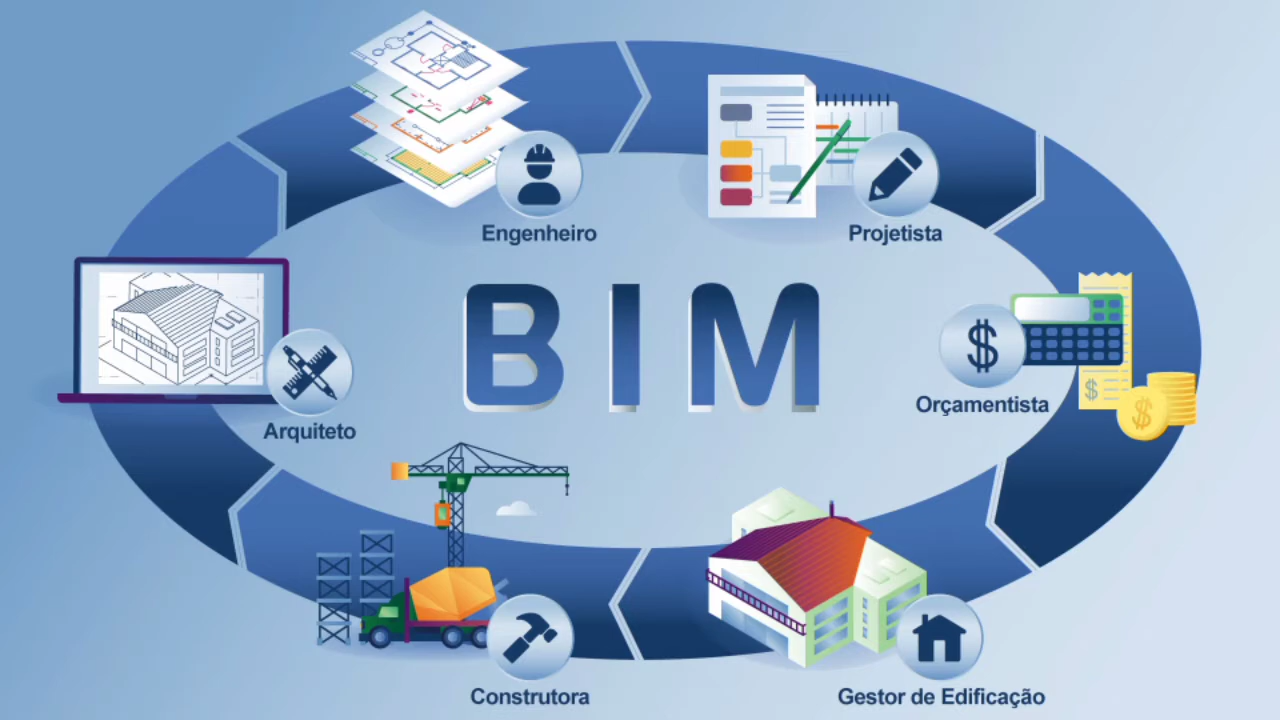 Engenheiro
Projetista
BIM
Orçamentista
Arquiteto
Construtora
Gestor de Edificação
$
$
$